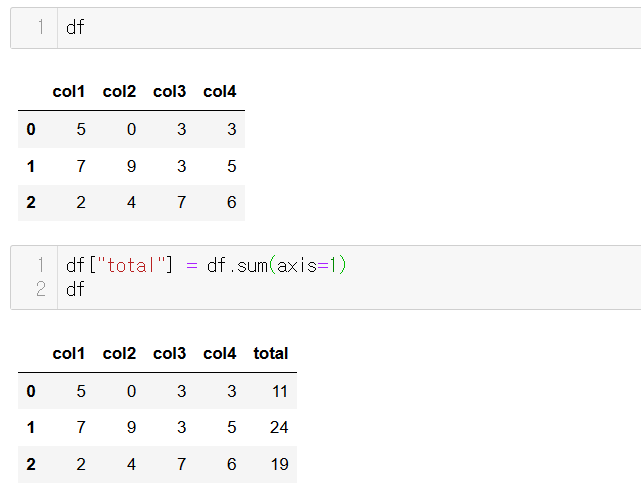 1 df
col1 col2 col3 col4
0 5 0 3 3
1 7 9 3 5
2 2 4 7 6
1 df["total"] = df.sum(axis=1)
2 df
col1 col2 col3 col4 total
0 5 0 3 3 11
1 7 9 3 5 24
2 2 4 7 6 19